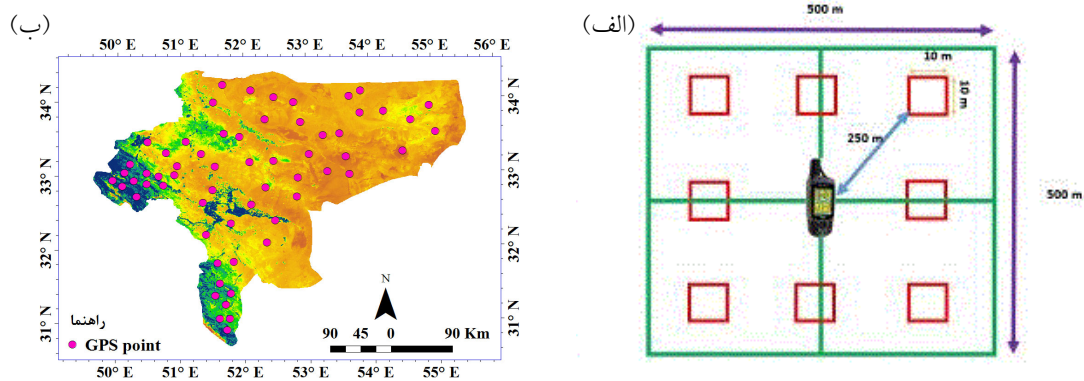 (الف)
500 m
10 m
10 m
250 m
500 m
(ب)
50° E 51° E 52° E 53° E 54° E 55° E 56° E
34° N
33° N
32° N
31° N
34° N
33° N
32° N
31° N
N
راهنما
GPS point
90 45 0 90 Km
50° E 51° E 52° E 53° E 54° E 55° E